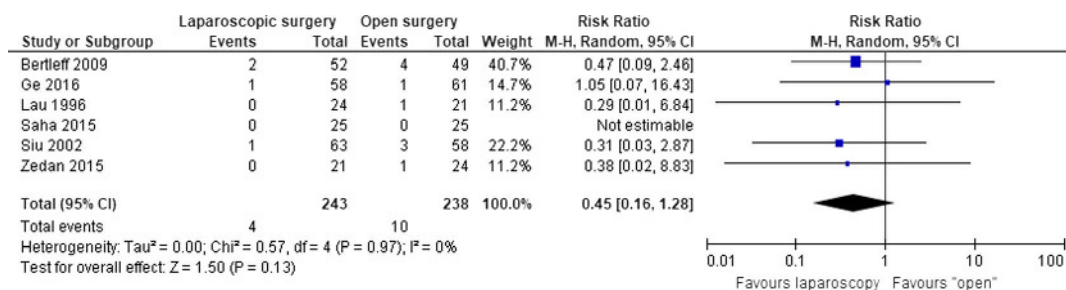 Laparoscopic surgery Open surgery Risk Ratio Risk Ratio
Study or Subgroup Events Total Events Total Weight M-H, Random, 95% CI M-H, Random, 95% CI
Bertleff 2009 2 52 4 49 40.7% 0.47 [0.09, 2.46]
Ge 2016 1 58 1 61 14.7% 1.05 [0.07, 16.43]
Lau 1996 0 24 1 21 11.2% 0.29 [0.01, 6.84]
Saha 2015 0 25 0 25 Not estimable
Siu 2002 1 63 3 58 22.2% 0.31 [0.03, 2.87]
Zedan 2015 0 21 1 24 11.2% 0.38 [0.02, 8.83]
Total (95% CI) 243 238 100.0% 0.45 [0.16, 1.28]
Total events 4 10
Heterogeneity: Tau² = 0.00; Chi² = 0.57, df = 4 (P = 0.97); I² = 0%
Test for overall effect: Z = 1.50 (P = 0.13)
0.01 0.1 1 10 100
Favours laparoscopy Favours "open"